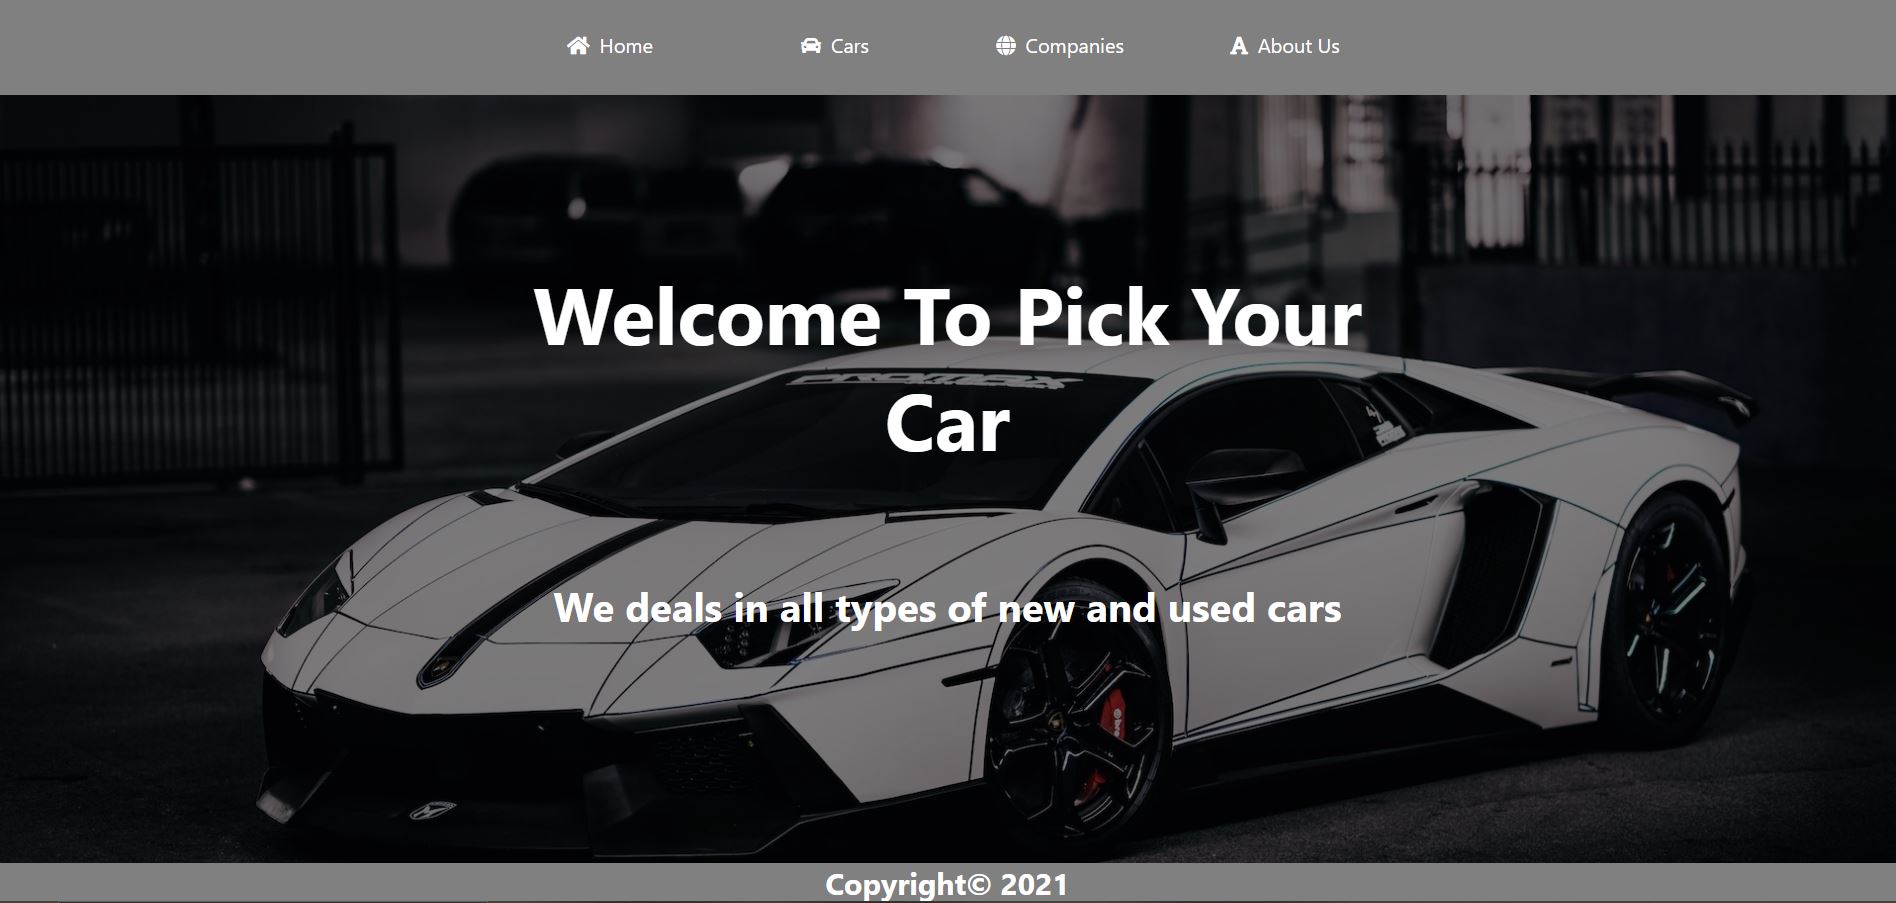 Home Cars Companies About Us
Welcome To Pick Your
Car
We deals in all types of new and used cars
Copyright© 2021